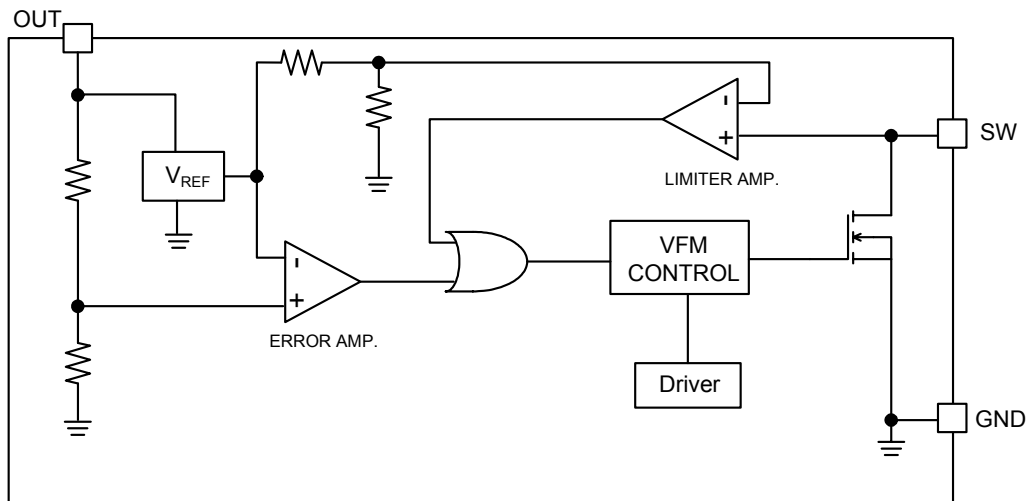 OUT
-
+
SW
LIMITER AMP.
VREF
VFM
CONTROL
-
+
ERROR AMP.
Driver
GND